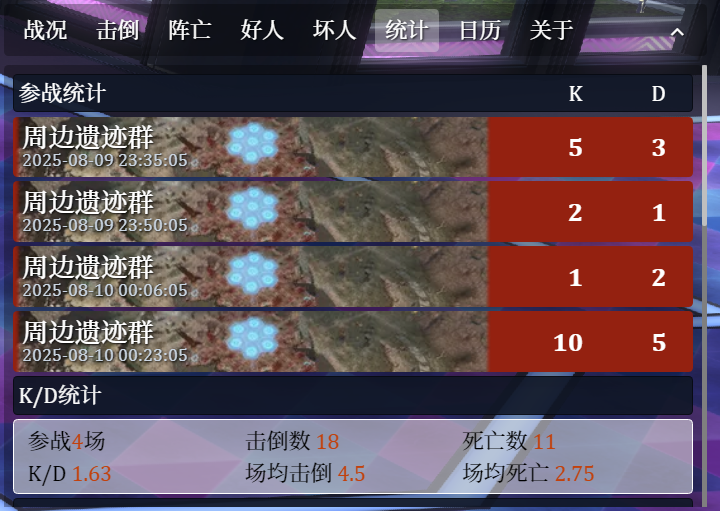 战况 击倒 阵亡 好人 坏人 统计 日历 关于
参战统计 K D
周边遗迹群 5 3
2025-08-09 23:35:05
周边遗迹群 2 1
2025-08-09 23:50:05
周边遗迹群 1 2
2025-08-10 00:06:05
周边遗迹群 10 5
2025-08-10 00:23:05
K/D统计
参战4场 击倒数 18 死亡数 11
K/D 1.63 场均击倒 4.5 场均死亡 2.75